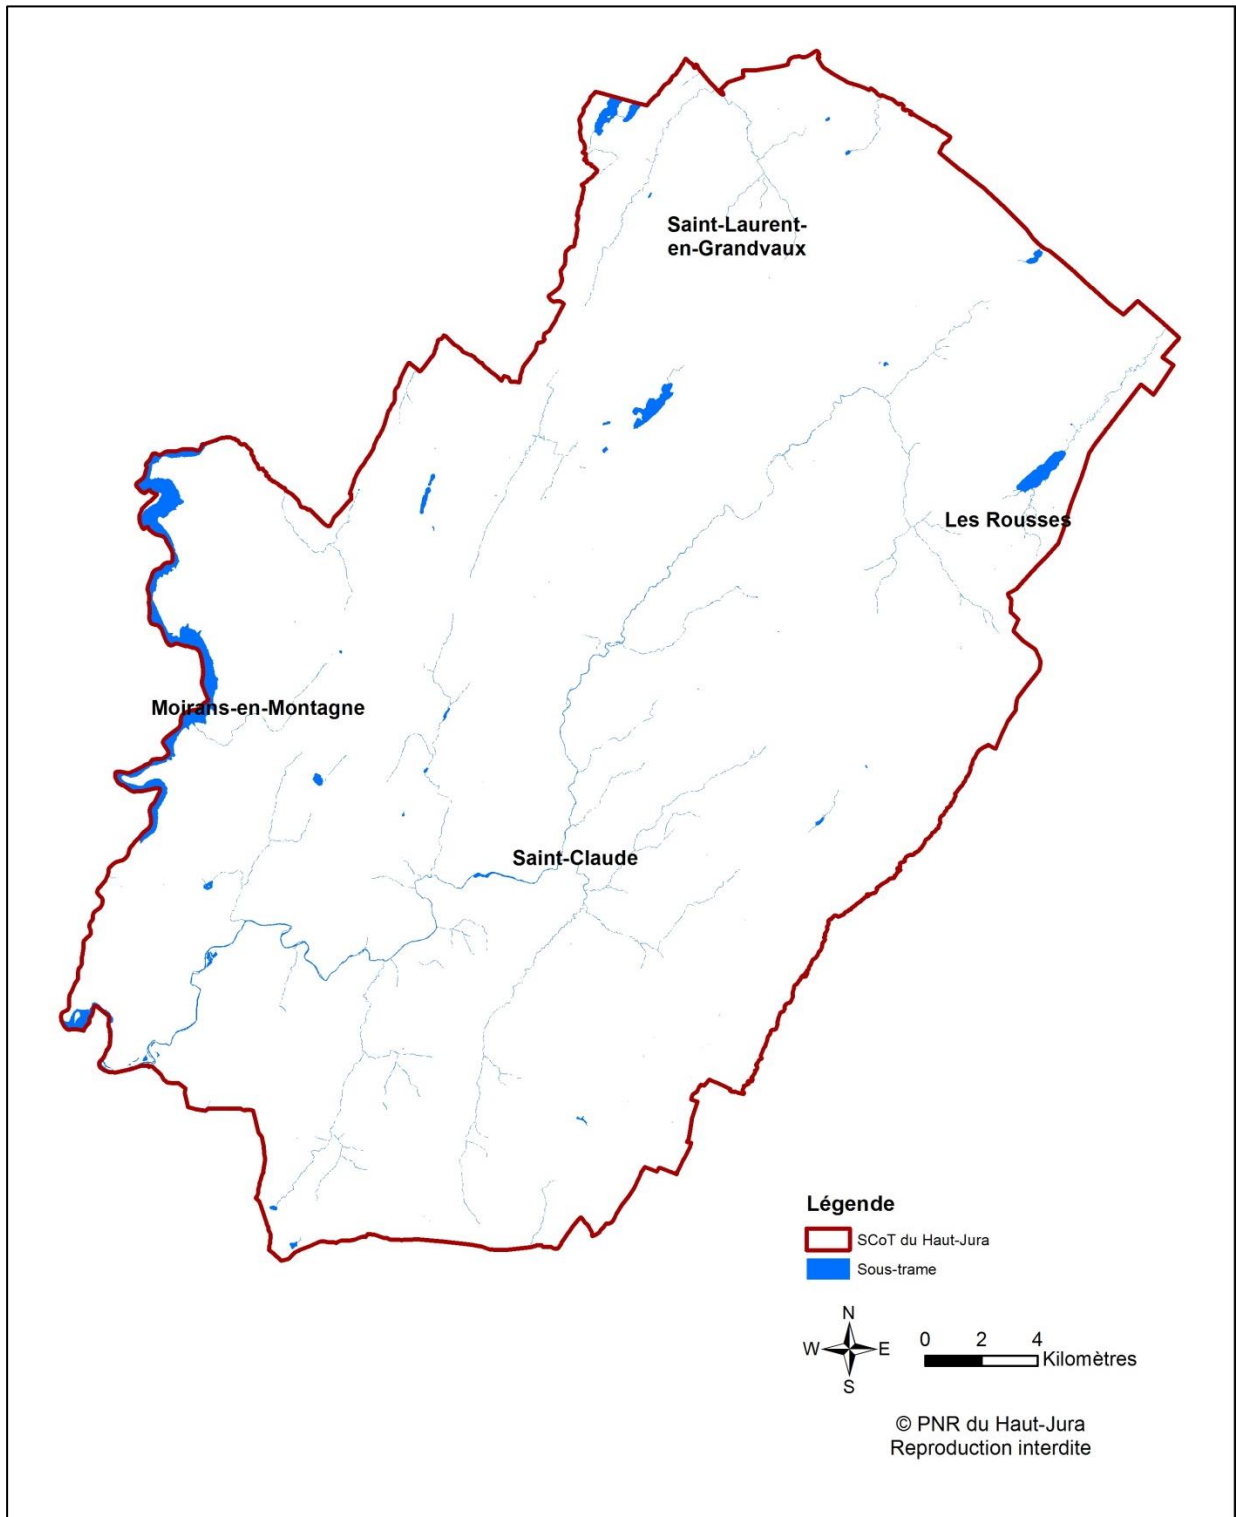 Saint-Laurent-
en-Grandvaux
Les Rousses
Moirans-en-Montagne
Saint-Claude
Légende
SCoT du Haut-Jura
Sous-trame
N
W E
S
0 2 4
Kilomètres
© PNR du Haut-Jura
Reproduction interdite